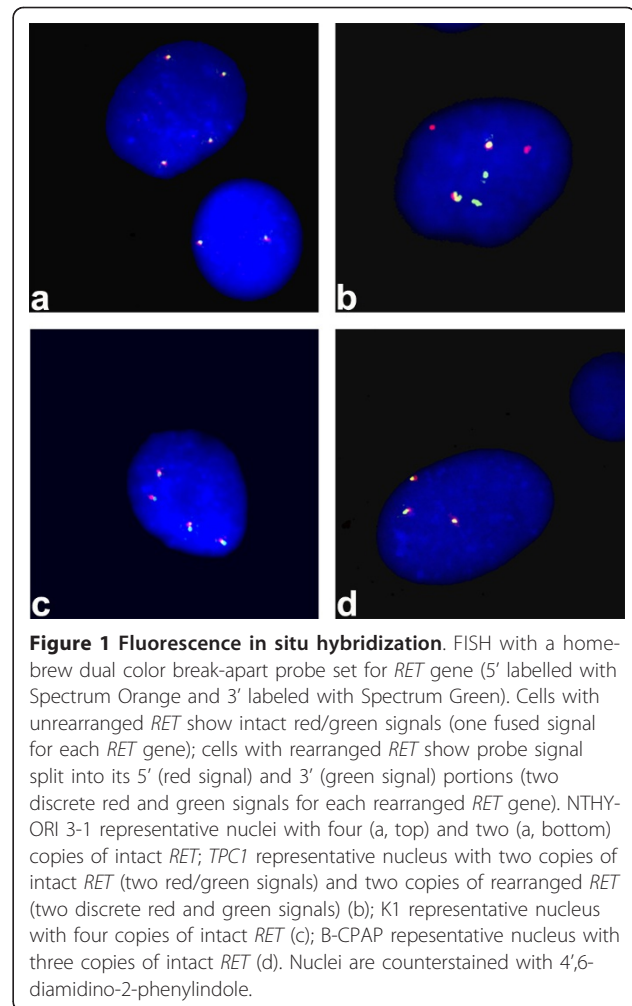 a
b
c
d
Figure 1 Fluorescence in situ hybridization. FISH with a home-
brew dual color break-apart probe set for RET gene (5' labelled with
Spectrum Orange and 3' labeled with Spectrum Green). Cells with
unrearranged RET show intact red/green signals (one fused signal
for each RET gene); cells with rearranged RET show probe signal
split into its 5' (red signal) and 3' (green signal) portions (two
discrete red and green signals for each rearranged RET gene). NTHY-
ORI 3-1 representative nuclei with four (a, top) and two (a, bottom)
copies of intact RET; TPC1 representative nucleus with two copies of
intact RET (two red/green signals) and two copies of rearranged RET
(two discrete red and green signals) (b); K1 representative nucleus
with four copies of intact RET (c); B-CPAP repesentative nucleus with
three copies of intact RET (d). Nuclei are counterstained with 4',6-
diamidino-2-phenylindole.